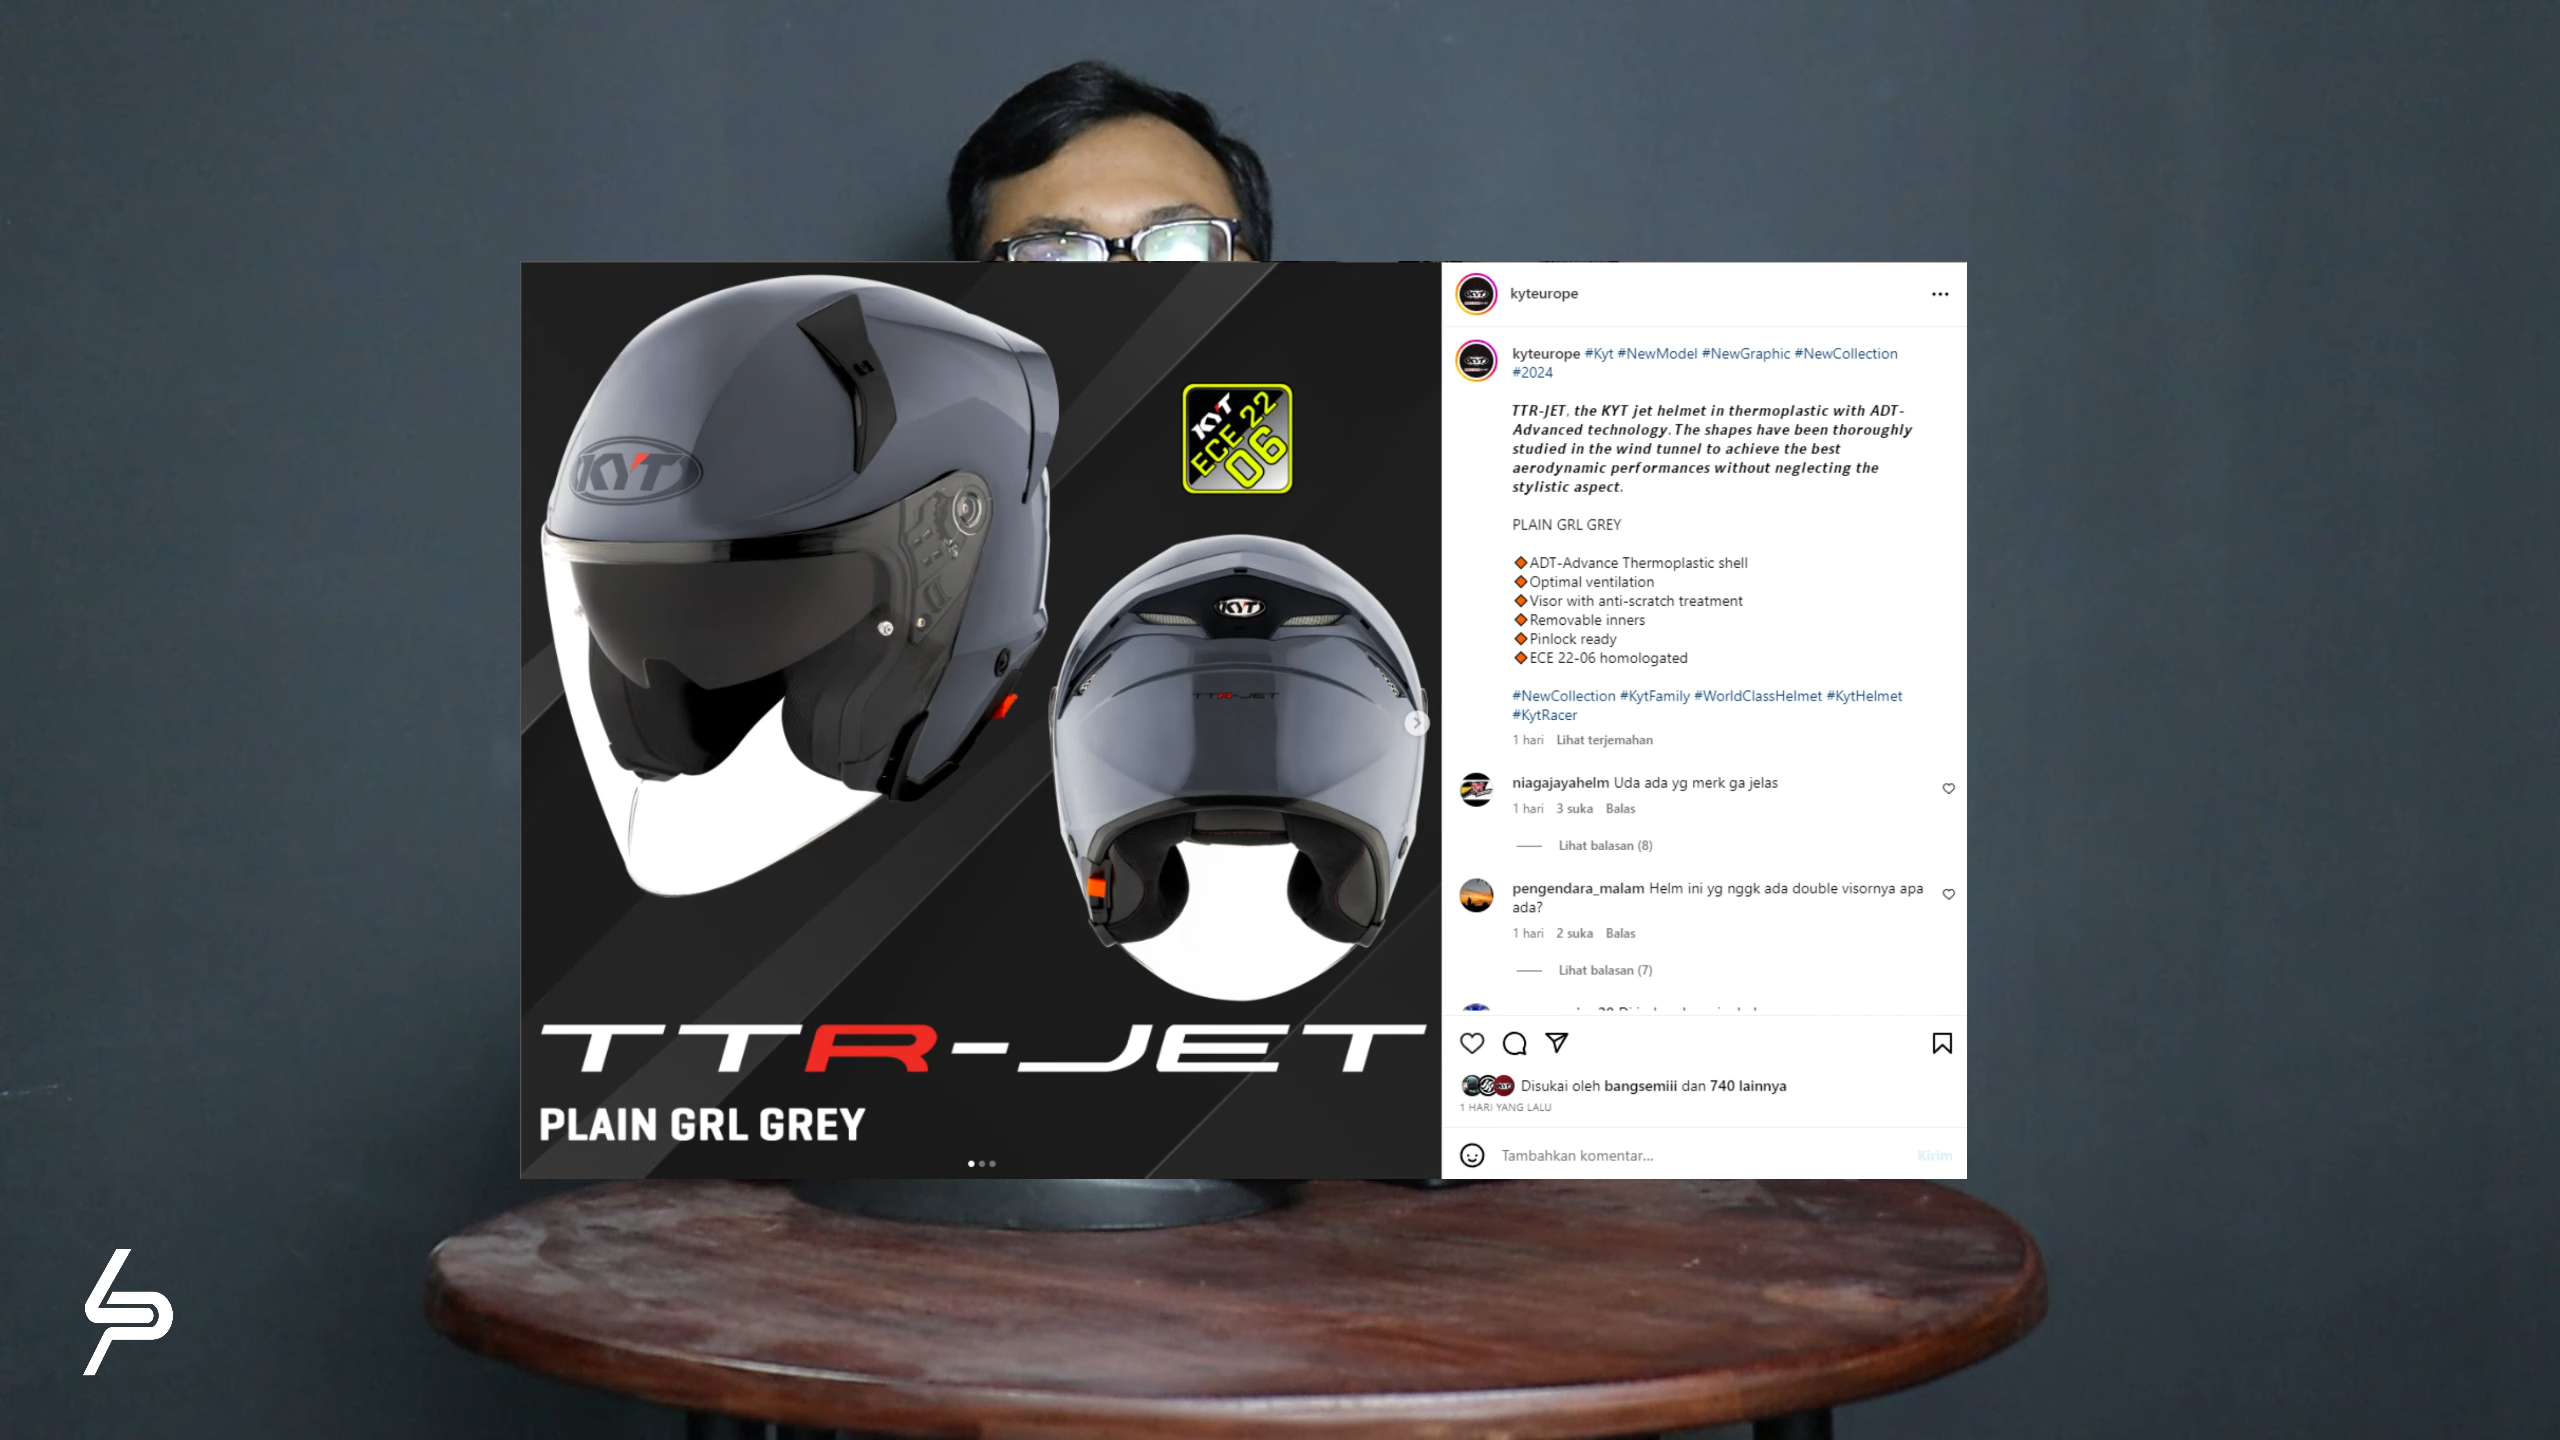 KYT
KYT
ECE 22
06
KYT
TTR-JET
TTR-JET
PLAIN GRL GREY
kyteurope
kyteurope #Kyt #NewModel #NewGraphic #NewCollection
#2024
TTR-JET, the KYT jet helmet in thermoplastic with ADT-
Advanced technology. The shapes have been thoroughly
studied in the wind tunnel to achieve the best
aerodynamic performances without neglecting the
stylistic aspect.
PLAIN GRL GREY
ADT-Advance Thermoplastic shell
Optimal ventilation
Visor with anti-scratch treatment
Removable inners
Pinlock ready
ECE 22-06 homologated
#NewCollection #KytFamily #WorldClassHelmet #KytHelmet
#KytRacer
1 hari Lihat terjemahan
niagajayahelm Uda ada yg merk ga jelas
1 hari 3 suka Balas
Lihat balasan (8)
pengendara_malam Helm ini yg nggk ada double visornya apa
ada?
1 hari 2 suka Balas
Lihat balasan (7)
Disukai oleh bangsemiii dan 740 lainnya
1 HARI YANG LALU
Tambahkan komentar...
Kirim